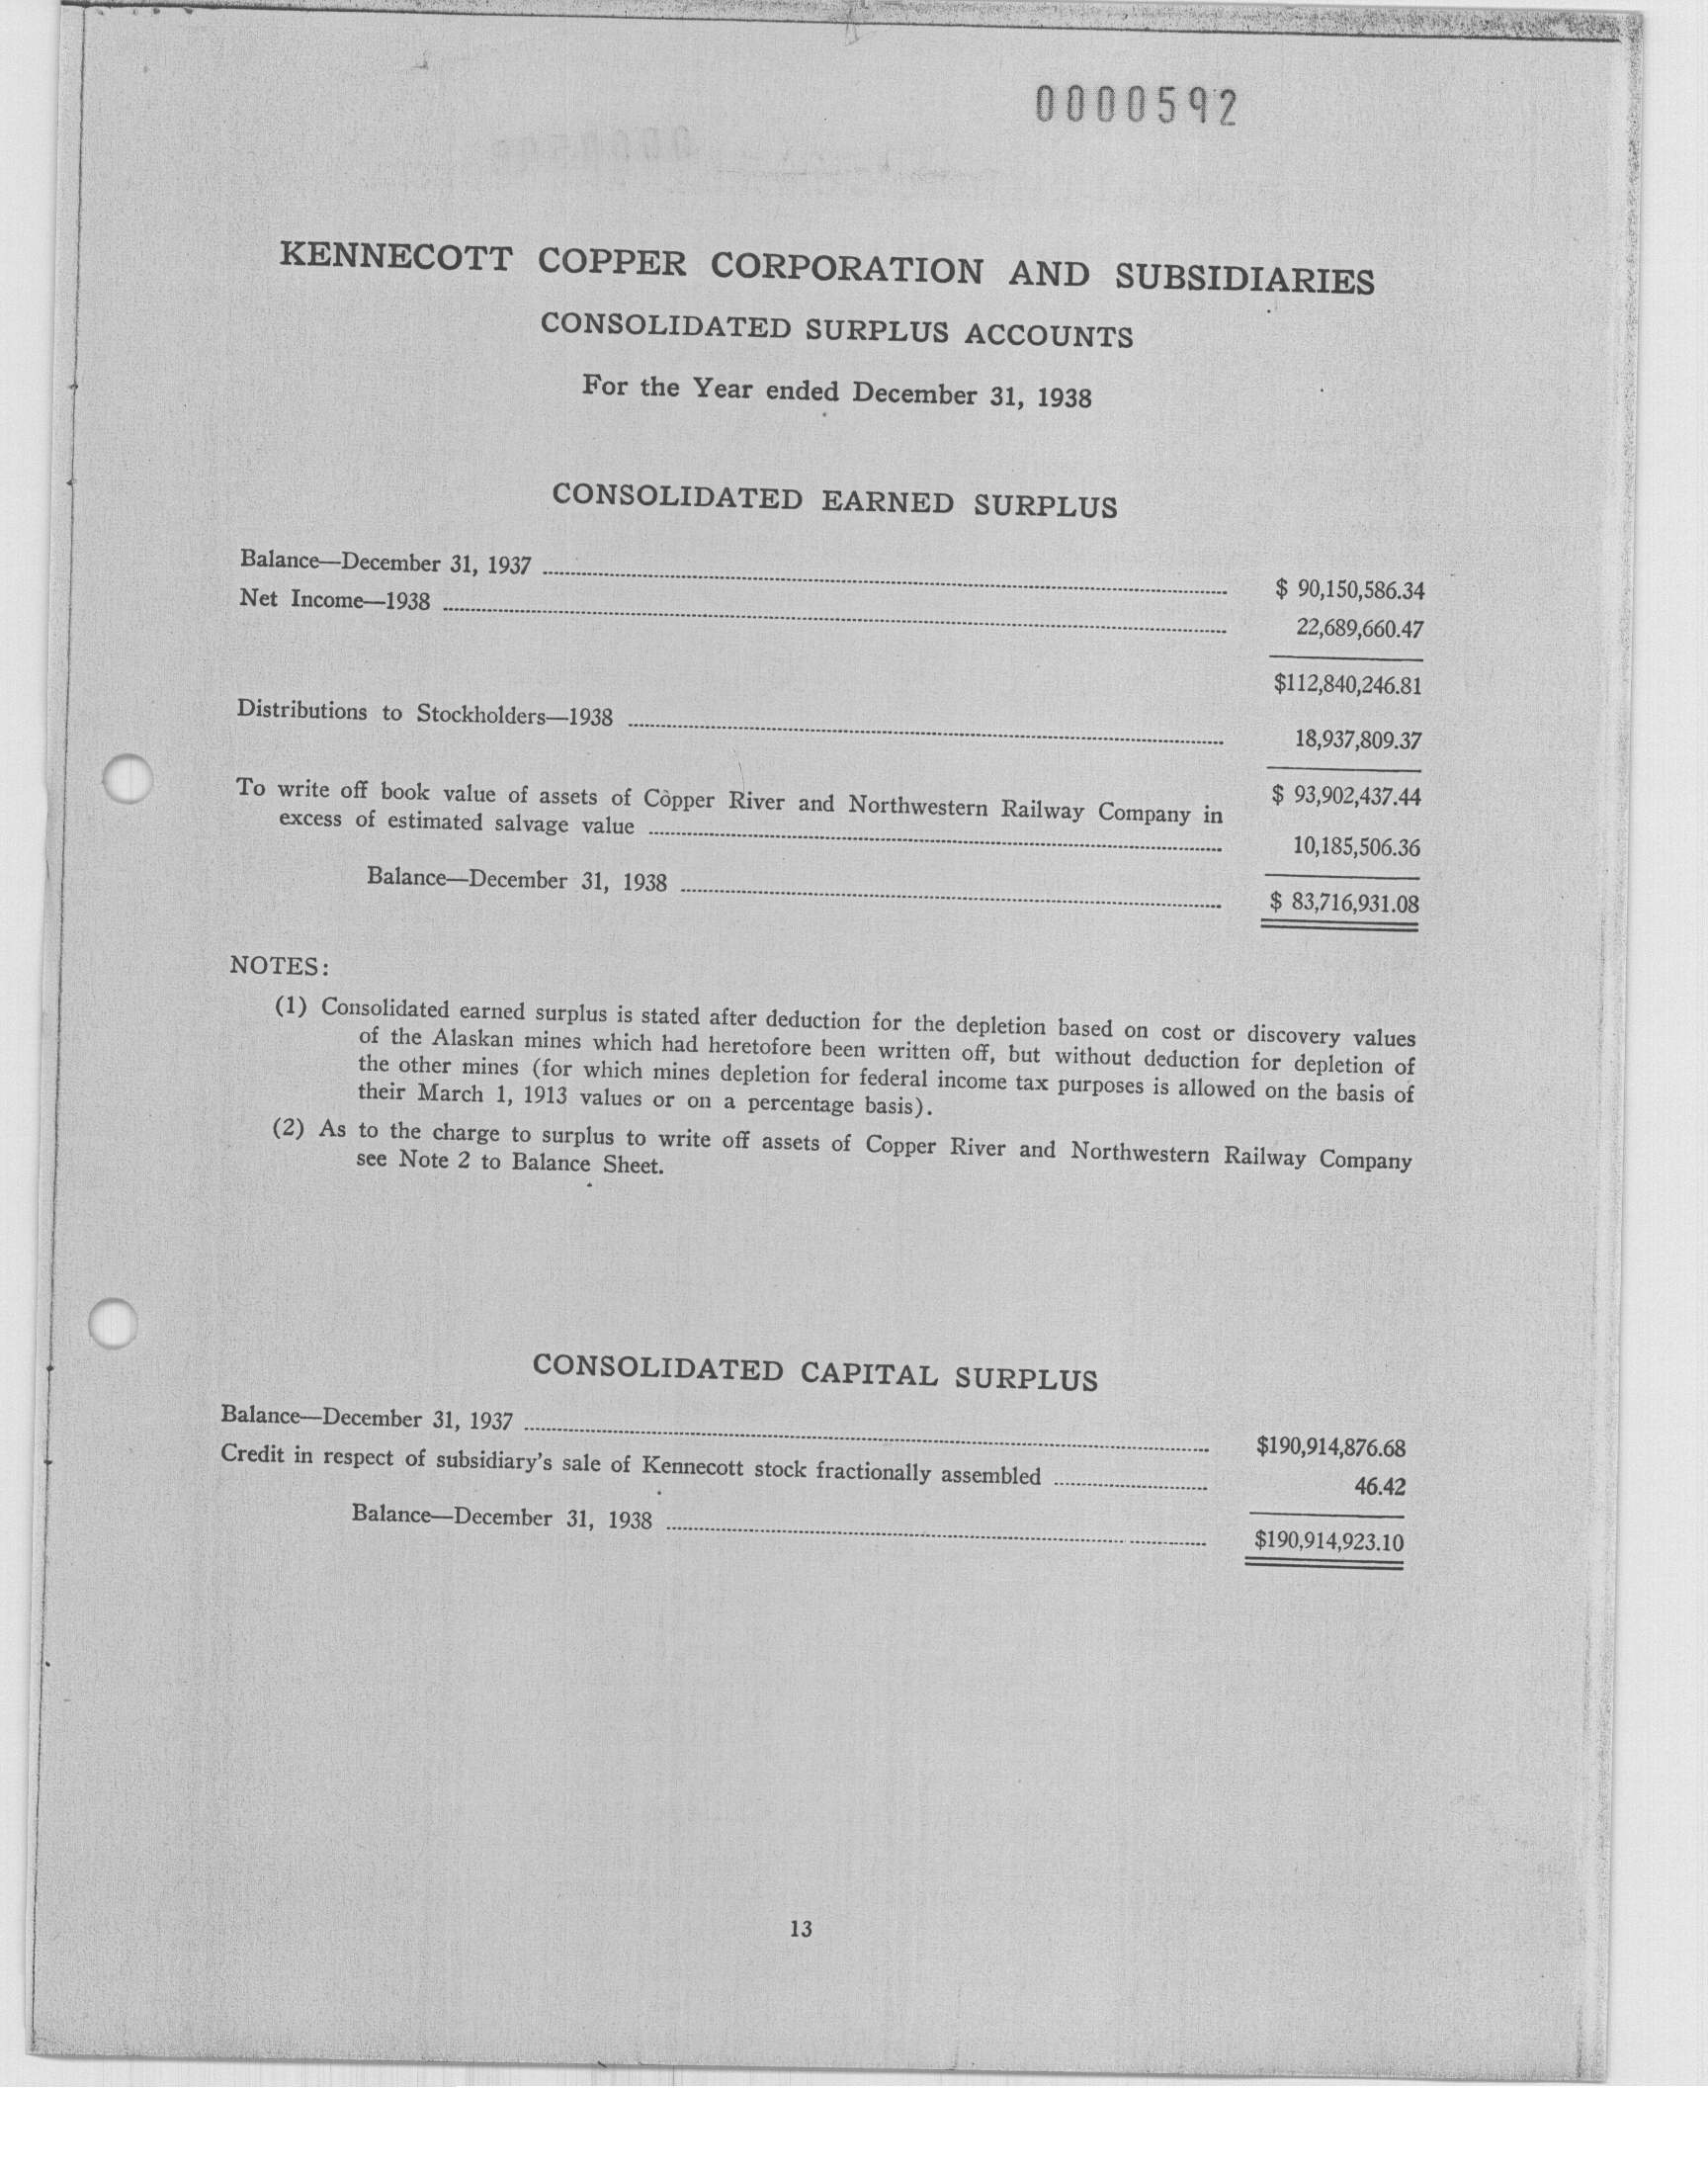 0000592
KENNECOTT COPPER CORPORATION AND SUBSIDIARIES
CONSOLIDATED SURPLUS ACCOUNTS
For the Year ended December 31, 1938
CONSOLIDATED EARNED SURPLUS
Balance—December 31, 1937 $ 90,150,586.34
Net Income—1938 22,689,660.47
$112,840,246.81
Distributions to Stockholders—1938 18,937,809.37
$ 93,902,437.44
To write off book value of assets of Copper River and Northwestern Railway Company in
excess of estimated salvage value 10,185,506.36
Balance—December 31, 1938 $ 83,716,931.08
NOTES:
(1) Consolidated earned surplus is stated after deduction for the depletion based on cost or discovery values
of the Alaskan mines which had heretofore been written off, but without deduction for depletion of
the other mines (for which mines depletion for federal income tax purposes is allowed on the basis of
their March 1, 1913 values or on a percentage basis).
(2) As to the charge to surplus to write off assets of Copper River and Northwestern Railway Company
see Note 2 to Balance Sheet.
CONSOLIDATED CAPITAL SURPLUS
Balance—December 31, 1937 $190,914,876.68
Credit in respect of subsidiary's sale of Kennecott stock fractionally assembled 46.42
Balance—December 31, 1938 $190,914,923.10
13